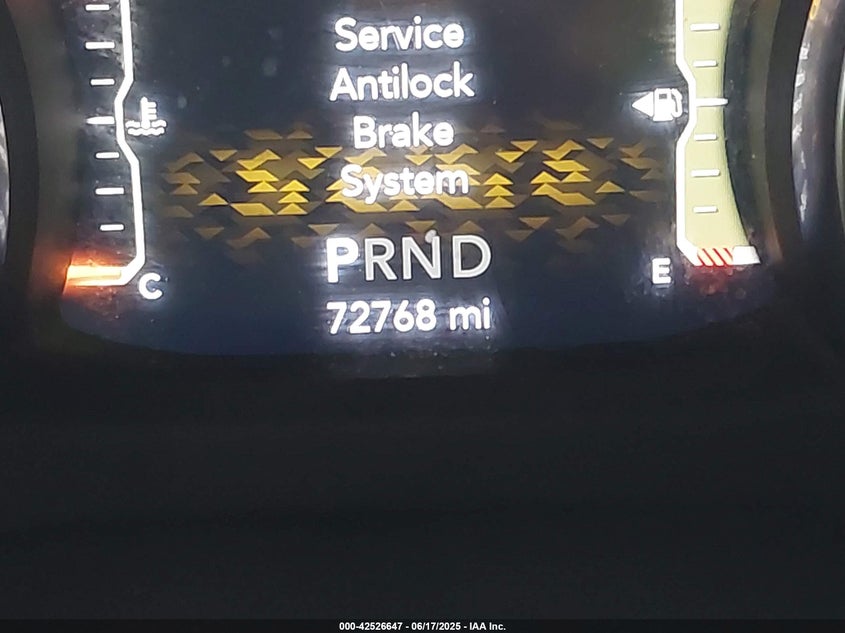 Service
Antilock
Brake
System
PRND
C
E
72768 mi
000-42526647 - 06/17/2025 - IAA Inc.